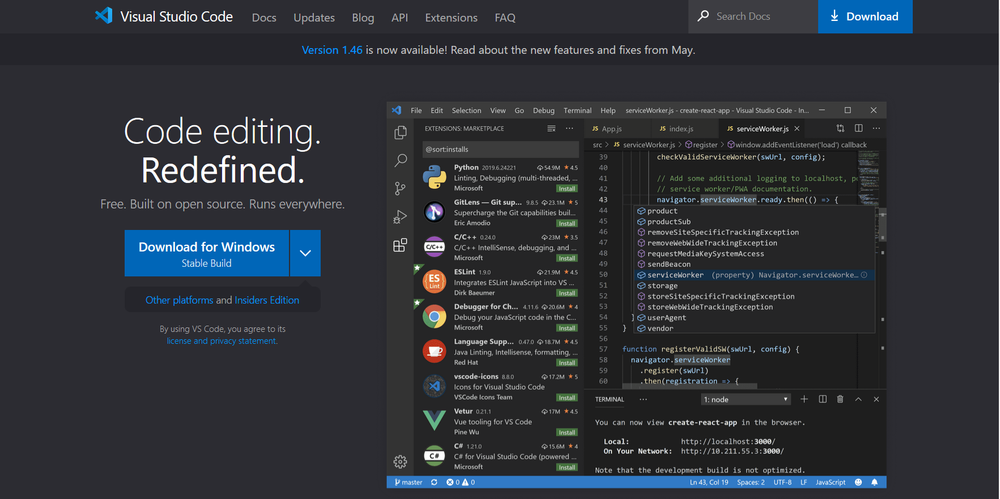 Visual Studio Code Docs Updates Blog API Extensions FAQ Search Docs Download
Version 1.46 is now available! Read about the new features and fixes from May.
Code editing.
Redefined.
Free. Built on open source. Runs everywhere.
Download for Windows
Stable Build
Other platforms and Insiders Edition
By using VS Code, you agree to its
license and privacy statement.
File Edit Selection View Go Debug Terminal Help serviceWorker.js - create-react-app - Visual Studio Code - In...
EXTENSIONS: MARKETPLACE
@sort:installs
Python 2019.6.24221 54.9M 4.5
Linting, Debugging (multi-threaded, ...
Microsoft Install
GitLens — Git sup... 9.8.5 23.1M 5
Supercharge the Git capabilities buil...
Eric Amodio Install
C/C++
C/C++ 0.24.0 23M 3.5
C/C++ IntelliSense, debugging, and ...
Microsoft Install
ES
Lint
ESLint 1.9.0 21.9M 4.5
Integrates ESLint JavaScript into VS ...
Dirk Baeumer Install
Debugger for Ch... 4.11.6 20.6M 4
Debug your JavaScript code in the C...
Microsoft Install
Language Supp... 0.47.0 18.7M 4.5
Java Linting, Intellisense, formatting, ...
Red Hat Install
vscode-icons 8.8.0 17.2M 5
Icons for Visual Studio Code
VSCode Icons Team Install
Vetur 0.21.1 17M 4.5
Vue tooling for VS Code
Pine Wu Install
C#
C# 1.21.0 15.6M 4
C# for Visual Studio Code (powered ...
Microsoft Install
JS App.js JS index.js JS serviceWorker.js
src > JS serviceWorker.js > register > window.addEventListener('load') callback
39 checkValidServiceWorker(swUrl, config);
40
41 // Add some additional logging to localhost, po
42 // service worker/PWA documentation.
43 navigator.serviceWorker.ready.then(() => {
44 product
45 productSub
46 removeSiteSpecificTrackingException
47 removeWebWideTrackingException
48 requestMediaKeySystemAccess
49 sendBeacon
50 serviceWorker (property) Navigator.serviceWorke...
51 storage
52 storeSiteSpecificTrackingException
53 storeWebWideTrackingException
54 } userAgent
55 } vendor
56
57 function registerValidSW(swUrl, config) {
58 navigator.serviceWorker
59 .register(swUrl)
60 .then(registration => {
TERMINAL ... 1: node
You can now view create-react-app in the browser.
Local: http://localhost:3000/
On Your Network: http://10.211.55.3:3000/
Note that the development build is not optimized.
master 0 0 Ln 43, Col 19 Spaces: 2 UTF-8 LF JavaScript